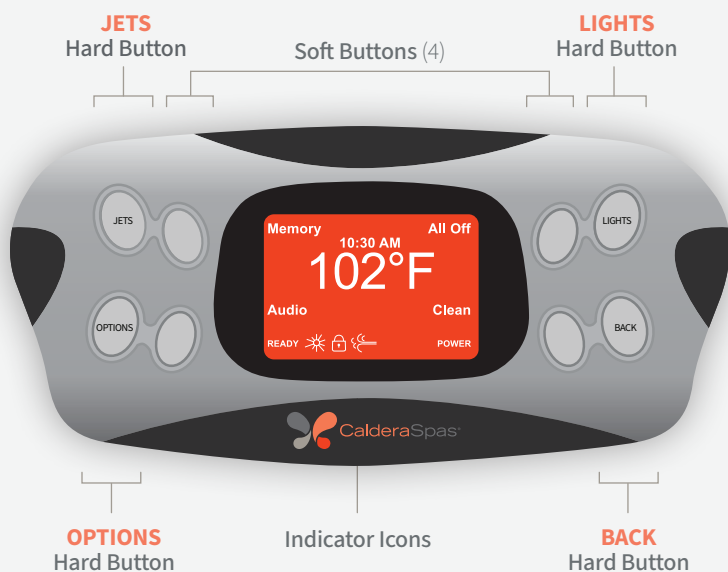 JETS
Hard Button
Soft Buttons (4)
LIGHTS
Hard Button
JETS
LIGHTS
Memory
All Off
10:30 AM
102°F
Audio
Clean
READY
POWER
OPTIONS
BACK
CalderaSpas
OPTIONS
Hard Button
Indicator Icons
BACK
Hard Button